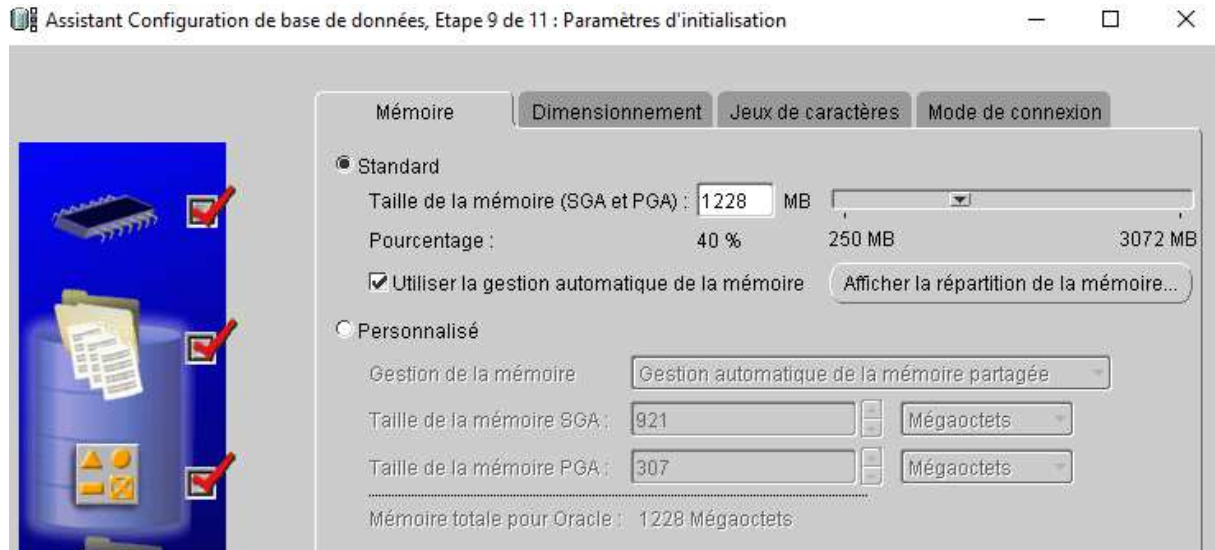 Assistant Configuration de base de données, Etape 9 de 11 : Paramètres d'initialisation
Mémoire Dimensionnement Jeux de caractères Mode de connexion
Standard
Taille de la mémoire (SGA et PGA) : 1228 MB
Pourcentage : 40 % 250 MB 3072 MB
Utiliser la gestion automatique de la mémoire Afficher la répartition de la mémoire...
Personnalisé
Gestion de la mémoire Gestion automatique de la mémoire partagée
Taille de la mémoire SGA : 921 Mégaoctets
Taille de la mémoire PGA : 307 Mégaoctets
Mémoire totale pour Oracle : 1228 Mégaoctets